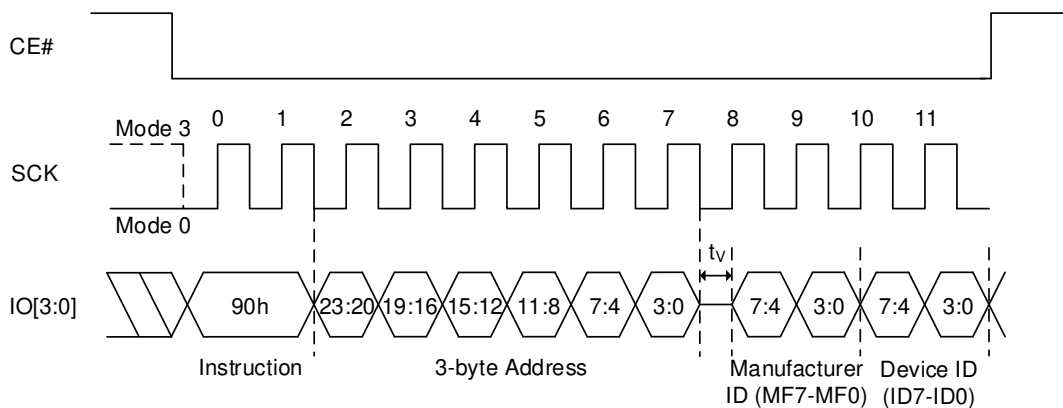 CE#
0 1 2 3 4 5 6 7 8 9 10 11
Mode 3
SCK
Mode 0
tV
IO[3:0]
90h 23:20 19:16 15:12 11:8 7:4 3:0 7:4 3:0 7:4 3:0
Instruction
3-byte Address
Manufacturer
ID (MF7-MF0)
Device ID
(ID7-ID0)